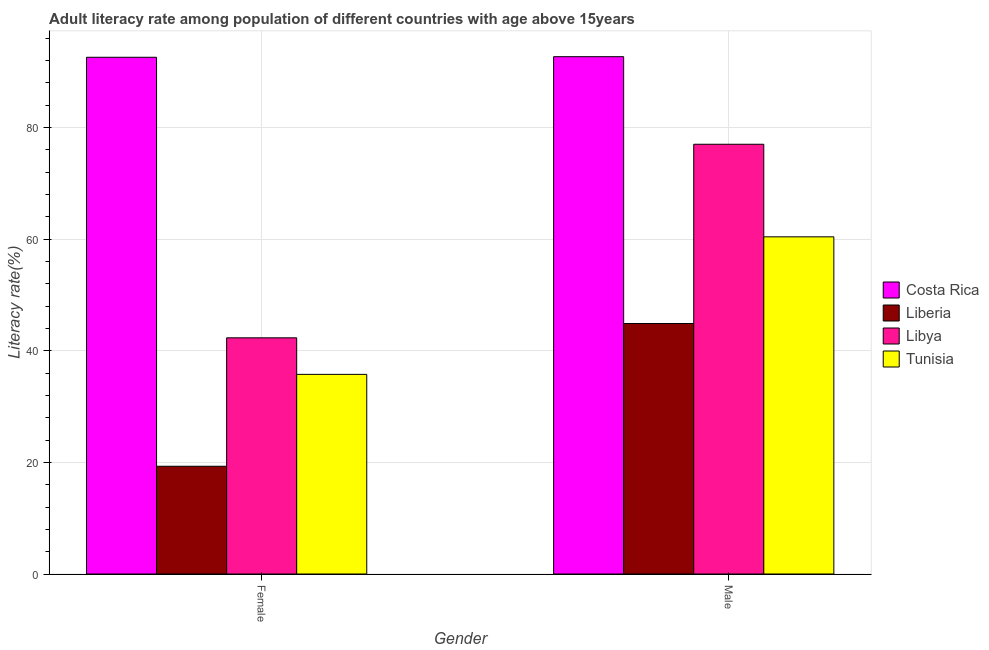 Adult literacy rate among population of different countries with age above 15years
Literacy rate(%)
80
60
40
20
0
Female
Male
Gender
Costa Rica
Liberia
Libya
Tunisia